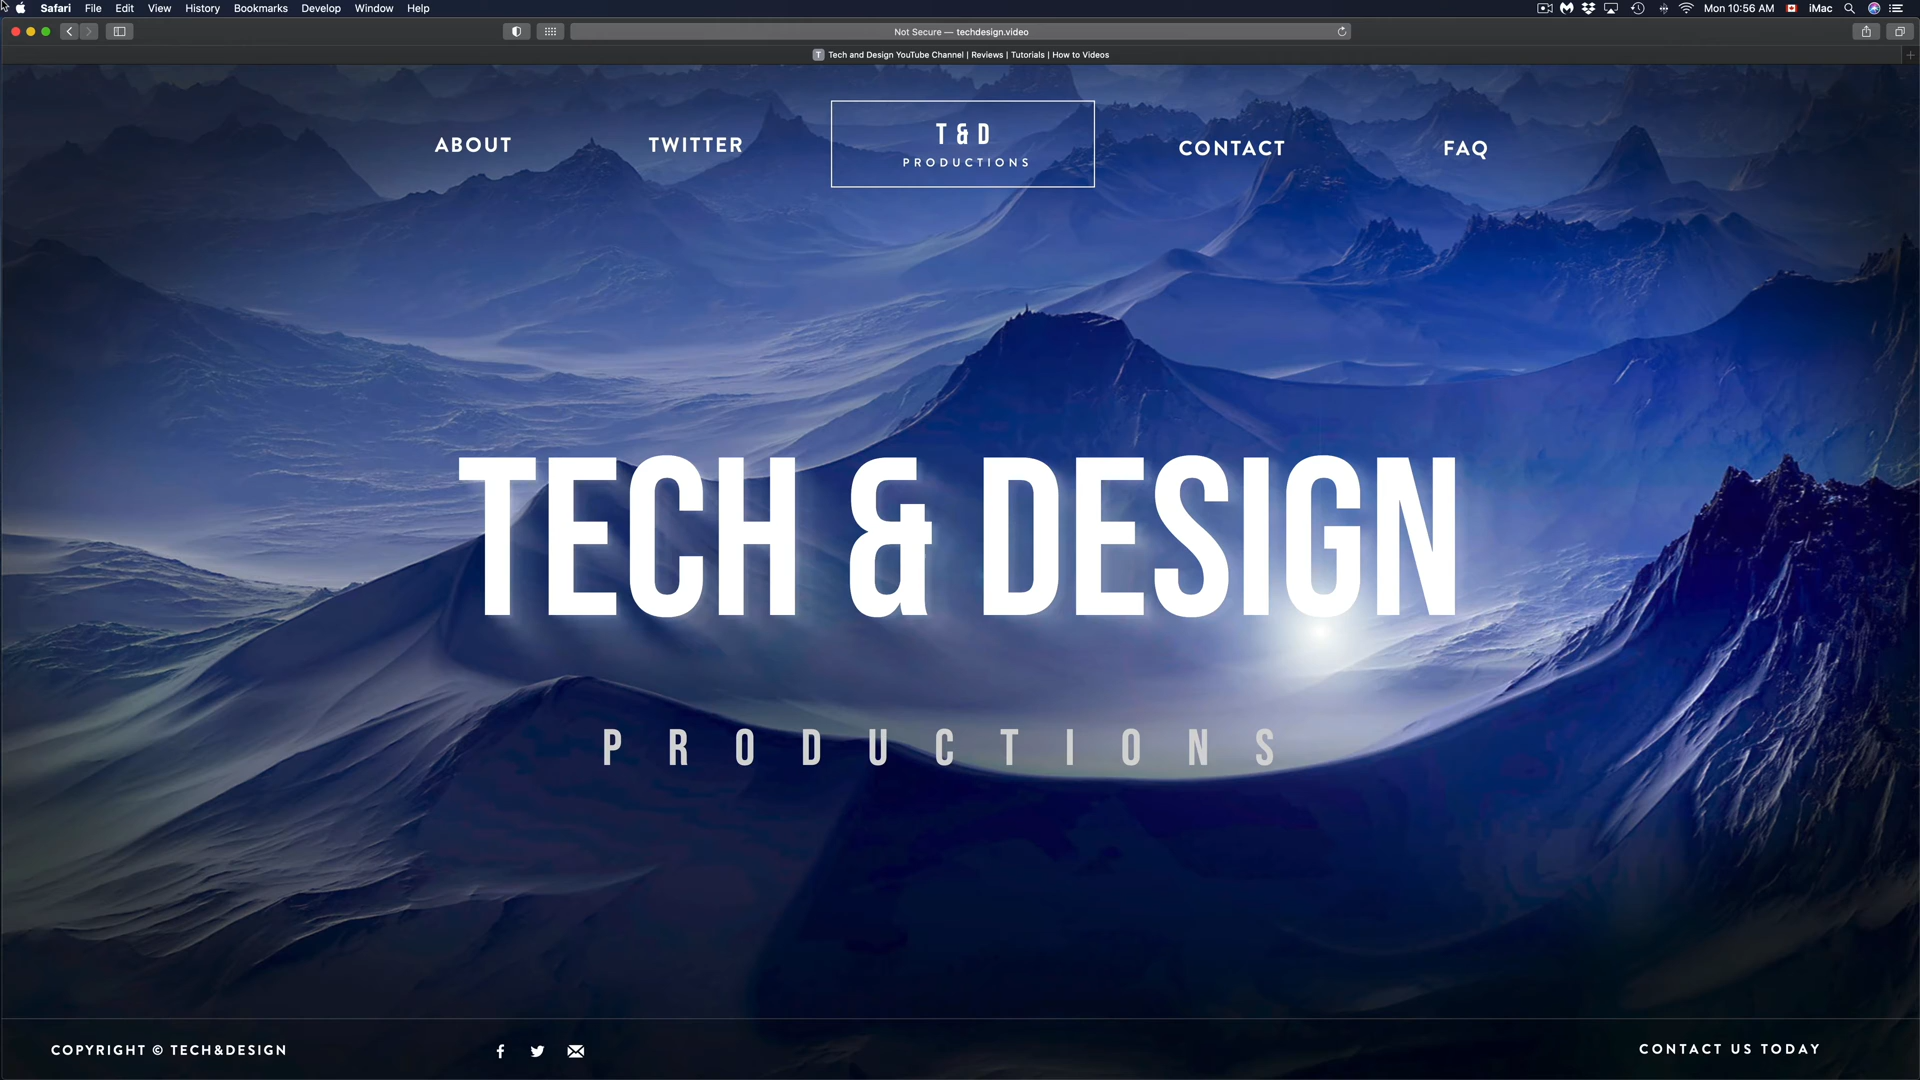 Safari File Edit View History Bookmarks Develop Window Help Mon 10:56 AM iMac
Not Secure — techdesign.video
T Tech and Design YouTube Channel | Reviews | Tutorials | How to Videos
ABOUT TWITTER T & D PRODUCTIONS CONTACT FAQ
TECH & DESIGN
PRODUCTIONS
COPYRIGHT © TECH&DESIGN CONTACT US TODAY